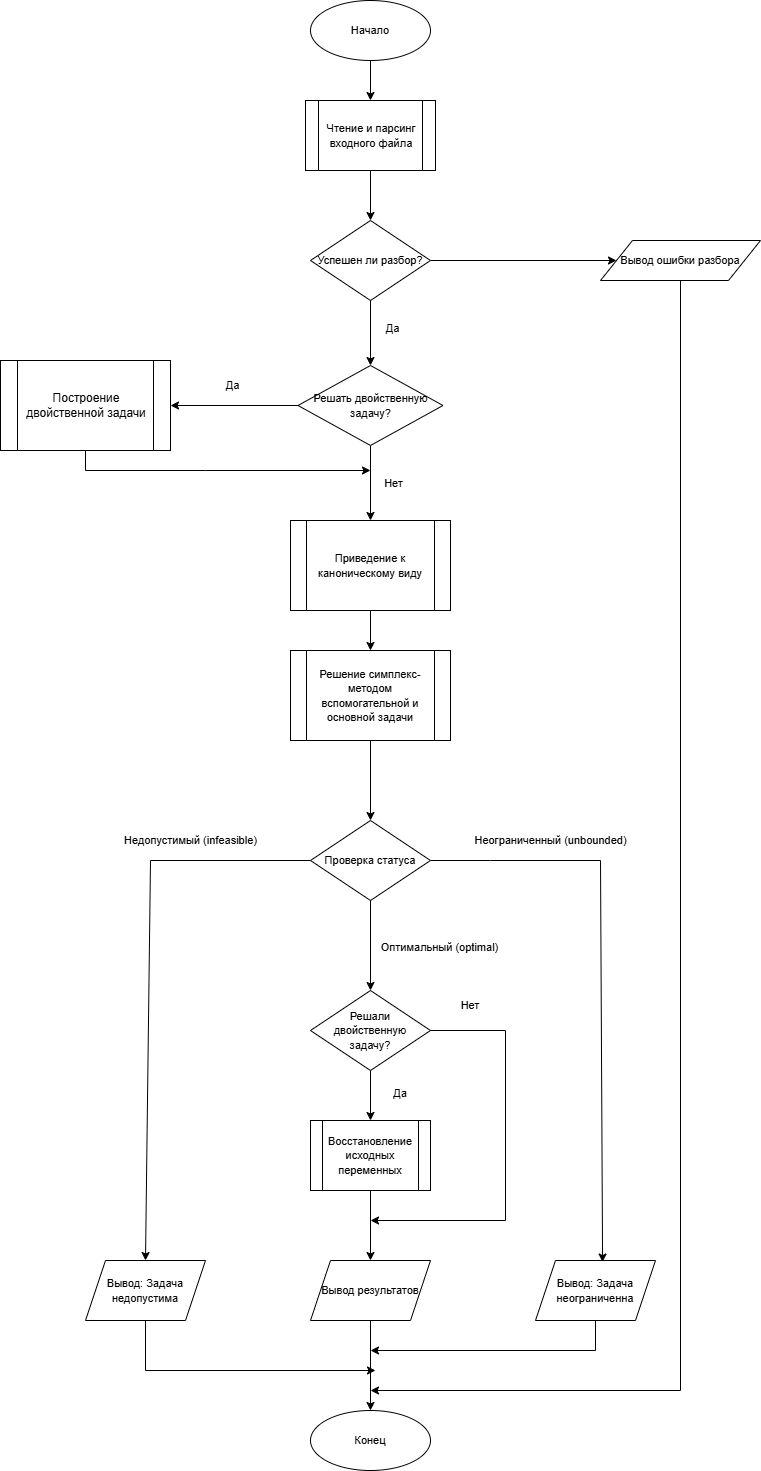 Начало
Чтение и парсинг
входного файла
Успешен ли разбор?
Вывод ошибки разбора
Да
Решать двойственную
задачу?
Да
Построение
двойственной задачи
Нет
Приведение к
каноническому виду
Решение симплекс-
методом
вспомогательной и
основной задачи
Недопустимый (infeasible)
Неограниченный (unbounded)
Проверка статуса
Оптимальный (optimal)
Нет
Решали
двойственную
задачу?
Да
Восстановление
исходных
переменных
Вывод: Задача
недопустима
Вывод результатов
Вывод: Задача
неограниченна
Конец